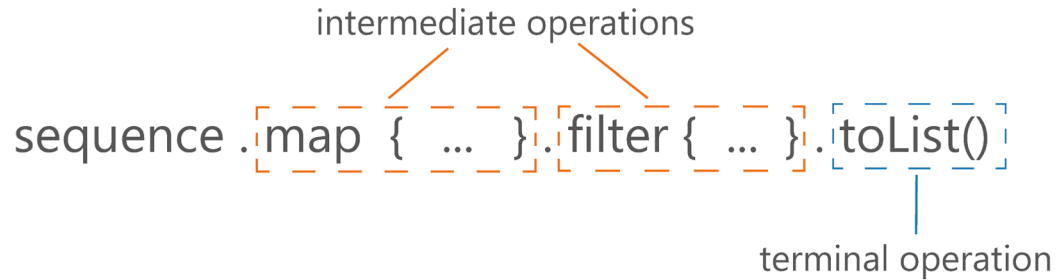 intermediate operations
sequence . map { ... } . filter { ... } . toList()
terminal operation